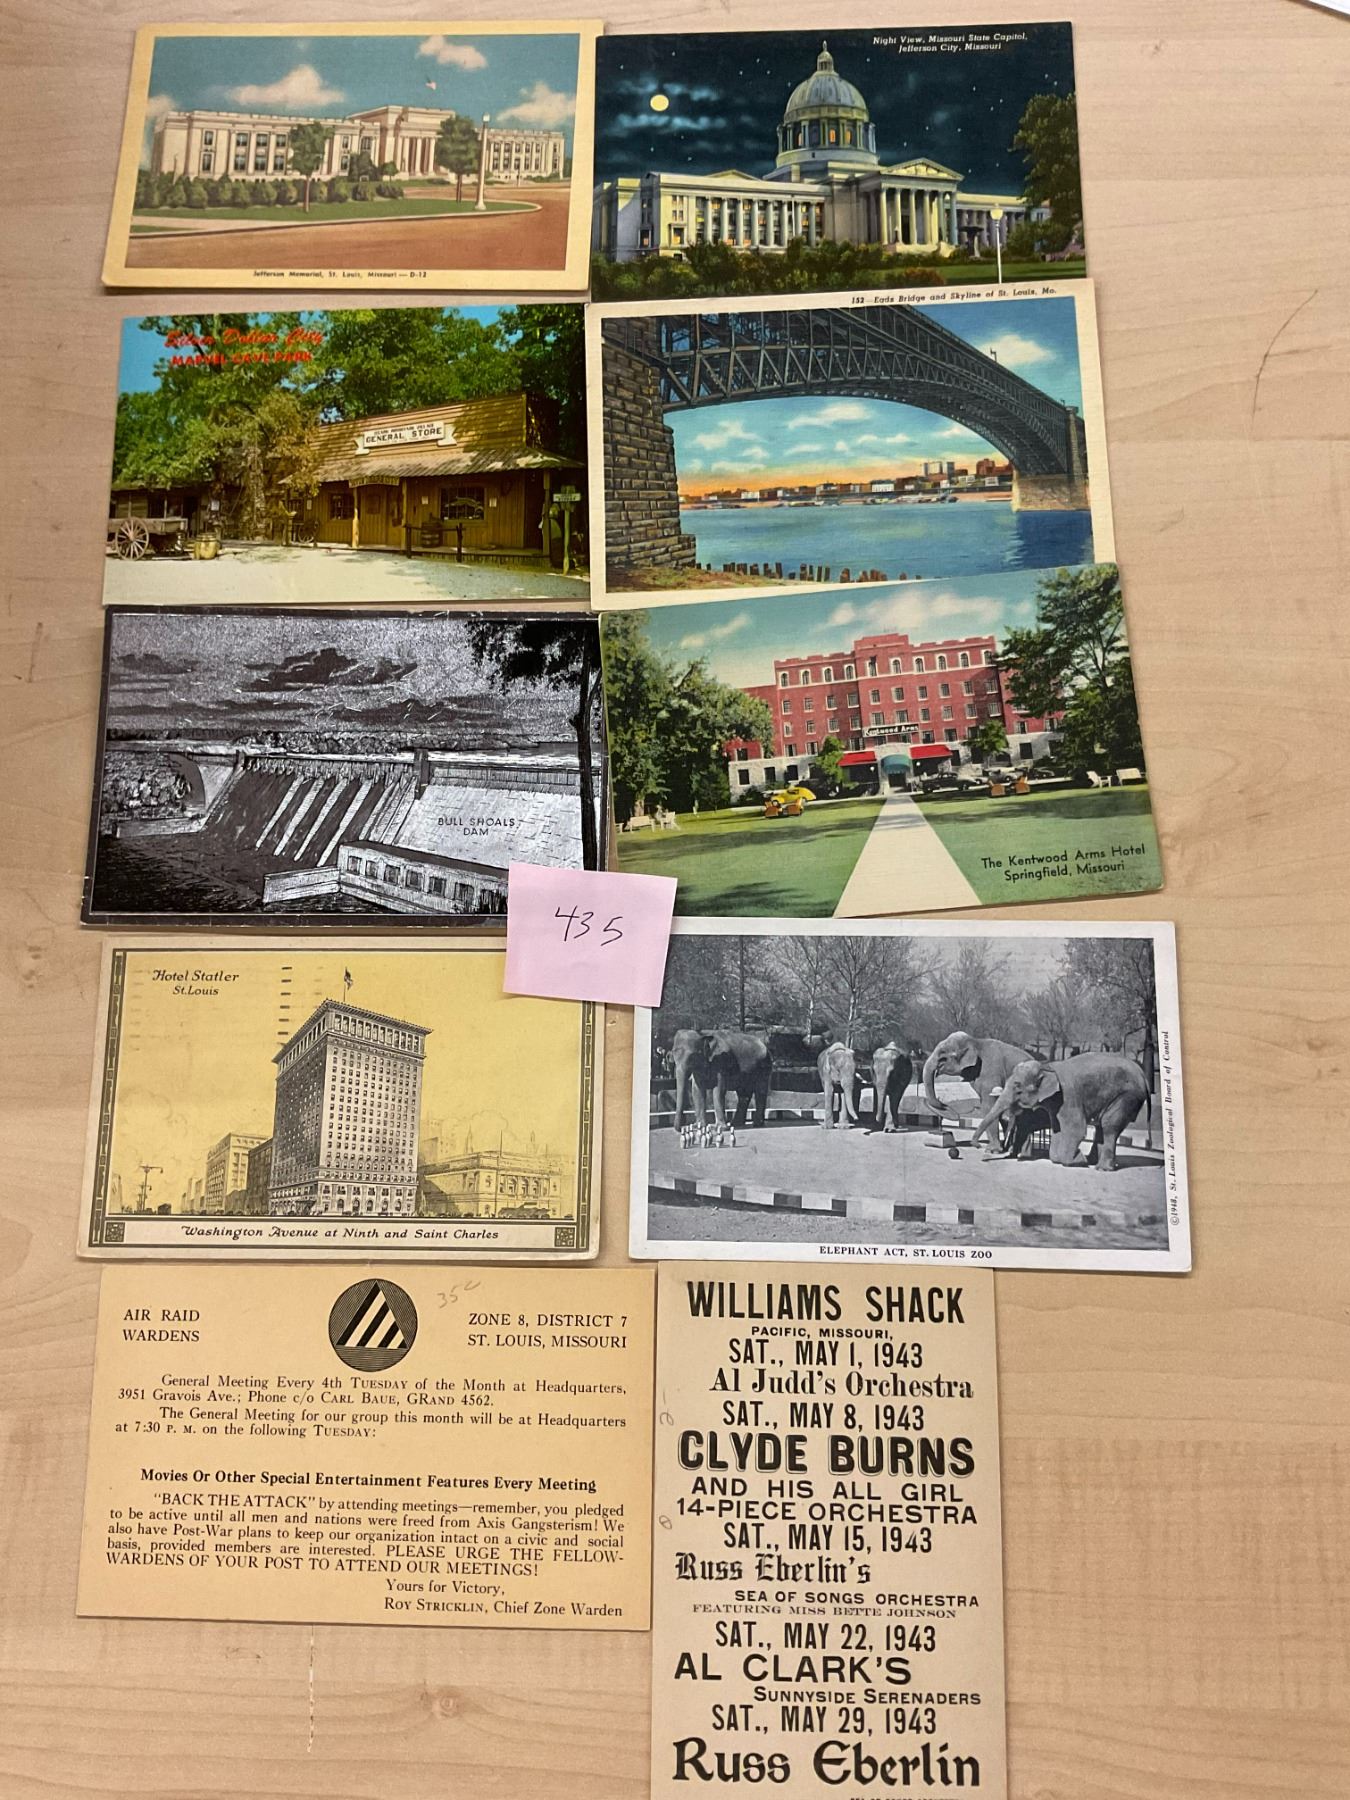 Jefferson Memorial, St. Louis, Missouri — D-12
Night View, Missouri State Capitol,
Jefferson City, Missouri
Silver Dollar City
MARVEL CAVE PARK
GENERAL STORE
152—Eads Bridge and Skyline of St. Louis, Mo.
BULL SHOALS
DAM
Kentwood Arms
The Kentwood Arms Hotel
Springfield, Missouri
435
Hotel Statler
St. Louis
Washington Avenue at Ninth and Saint Charles
©1948, St. Louis Zoological Board of Control
ELEPHANT ACT, ST. LOUIS ZOO
AIR RAID
WARDENS
35c
ZONE 8, DISTRICT 7
ST. LOUIS, MISSOURI
General Meeting Every 4th TUESDAY of the Month at Headquarters,
3951 Gravois Ave.; Phone c/o CARL BAUE, GRAND 4562.
The General Meeting for our group this month will be at Headquarters
at 7:30 P. M. on the following TUESDAY:
Movies Or Other Special Entertainment Features Every Meeting
"BACK THE ATTACK" by attending meetings—remember, you pledged
to be active until all men and nations were freed from Axis Gangsterism! We
also have Post-War plans to keep our organization intact on a civic and social
basis, provided members are interested. PLEASE URGE THE FELLOW-
WARDENS OF YOUR POST TO ATTEND OUR MEETINGS!
Yours for Victory,
ROY STRICKLIN, Chief Zone Warden
WILLIAMS SHACK
PACIFIC, MISSOURI,
SAT., MAY 1, 1943
Al Judd's Orchestra
SAT., MAY 8, 1943
CLYDE BURNS
AND HIS ALL GIRL
14-PIECE ORCHESTRA
SAT., MAY 15, 1943
Russ Eberlin's
SEA OF SONGS ORCHESTRA
FEATURING MISS BETTE JOHNSON
SAT., MAY 22, 1943
AL CLARK'S
SUNNYSIDE SERENADERS
SAT., MAY 29, 1943
Russ Eberlin